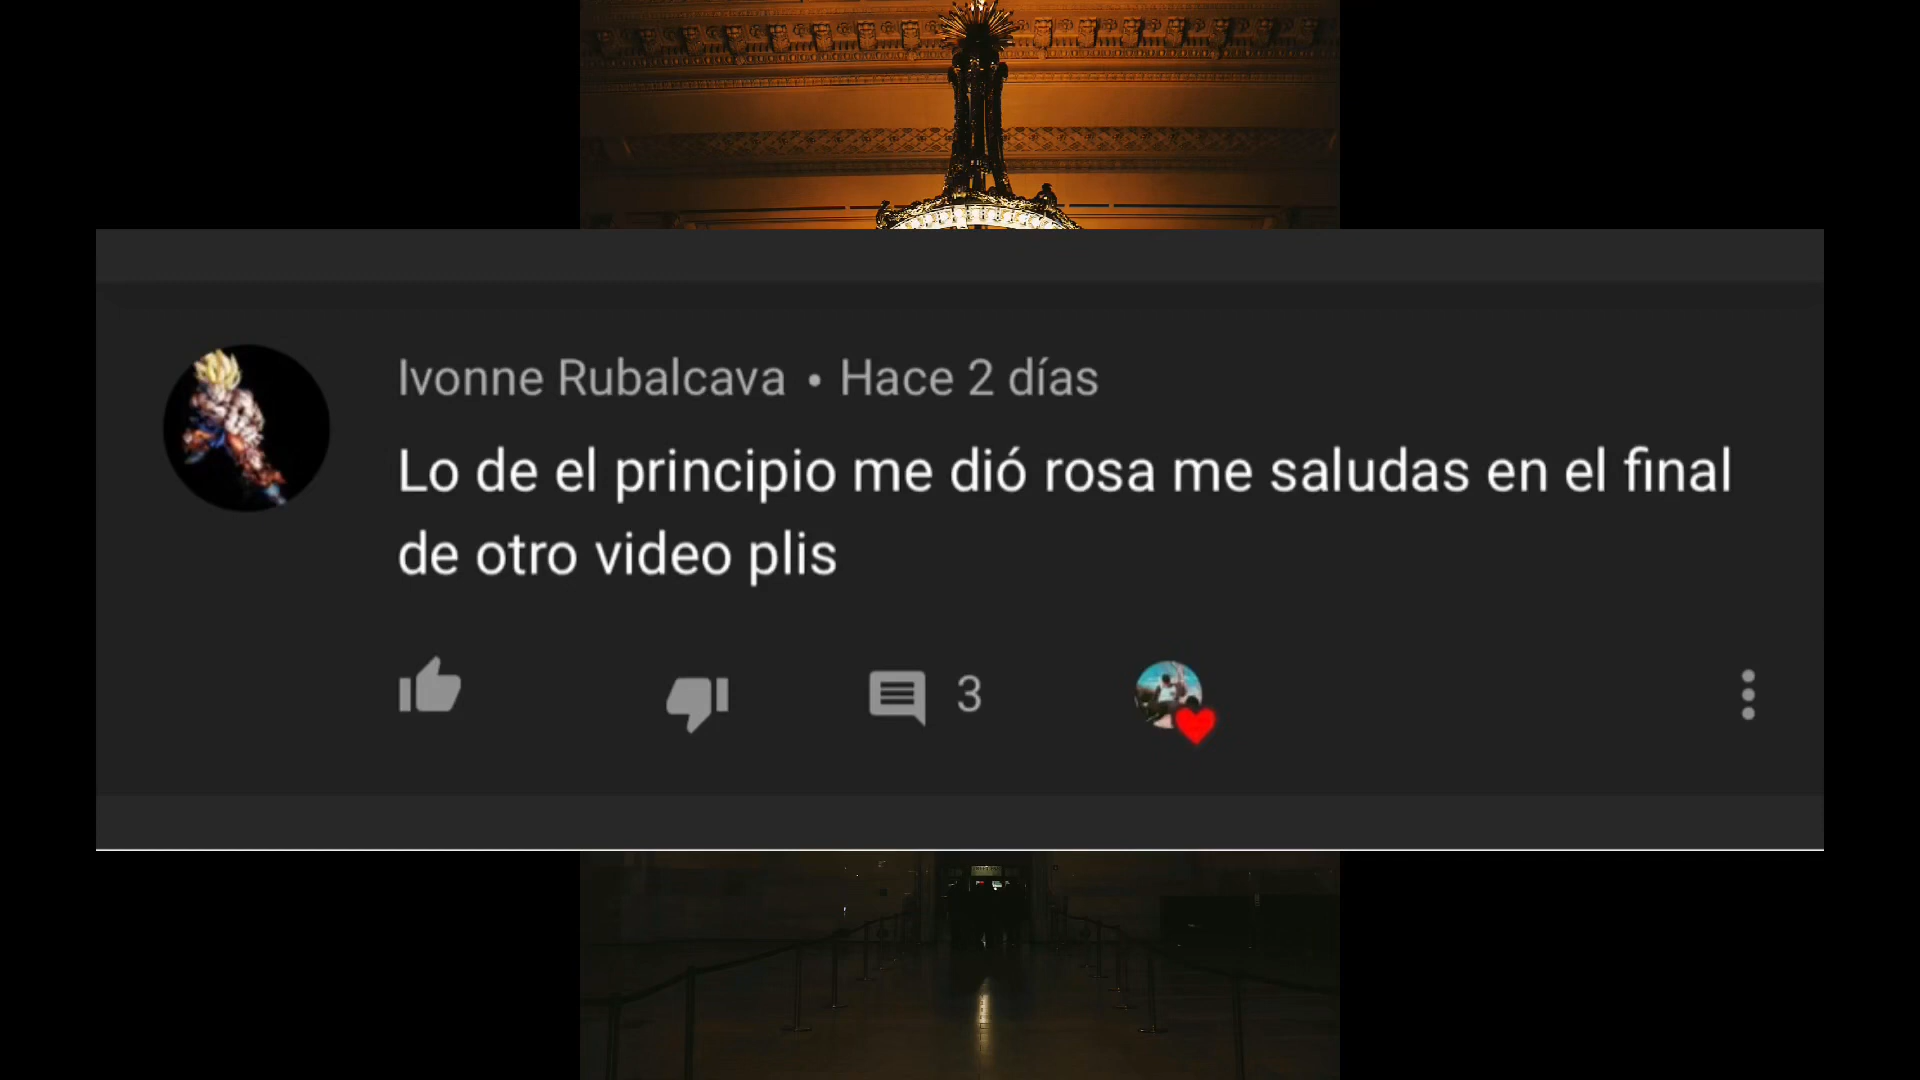 Ivonne Rubalcava • Hace 2 días
Lo de el principio me dió rosa me saludas en el final
de otro video plis
3